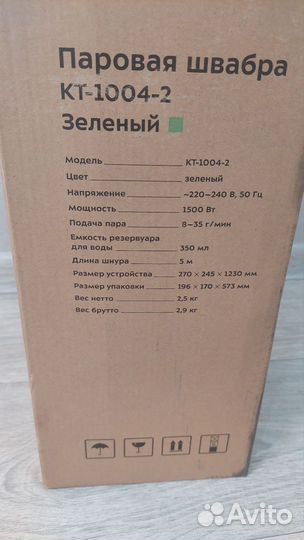 Паровая швабра
КТ-1004-2
Зеленый
Модель КТ-1004-2
Цвет зеленый
Напряжение ~220-240 В, 50 Гц
Мощность 1500 Вт
Подача пара 8-35 г/мин
Емкость резервуара
для воды 350 мл
Длина шнура 5 м
Размер устройства 270 × 245 × 1230 мм
Размер упаковки 196 × 170 × 573 мм
Вес нетто 2,5 кг
Вес брутто 2,9 кг
Avito